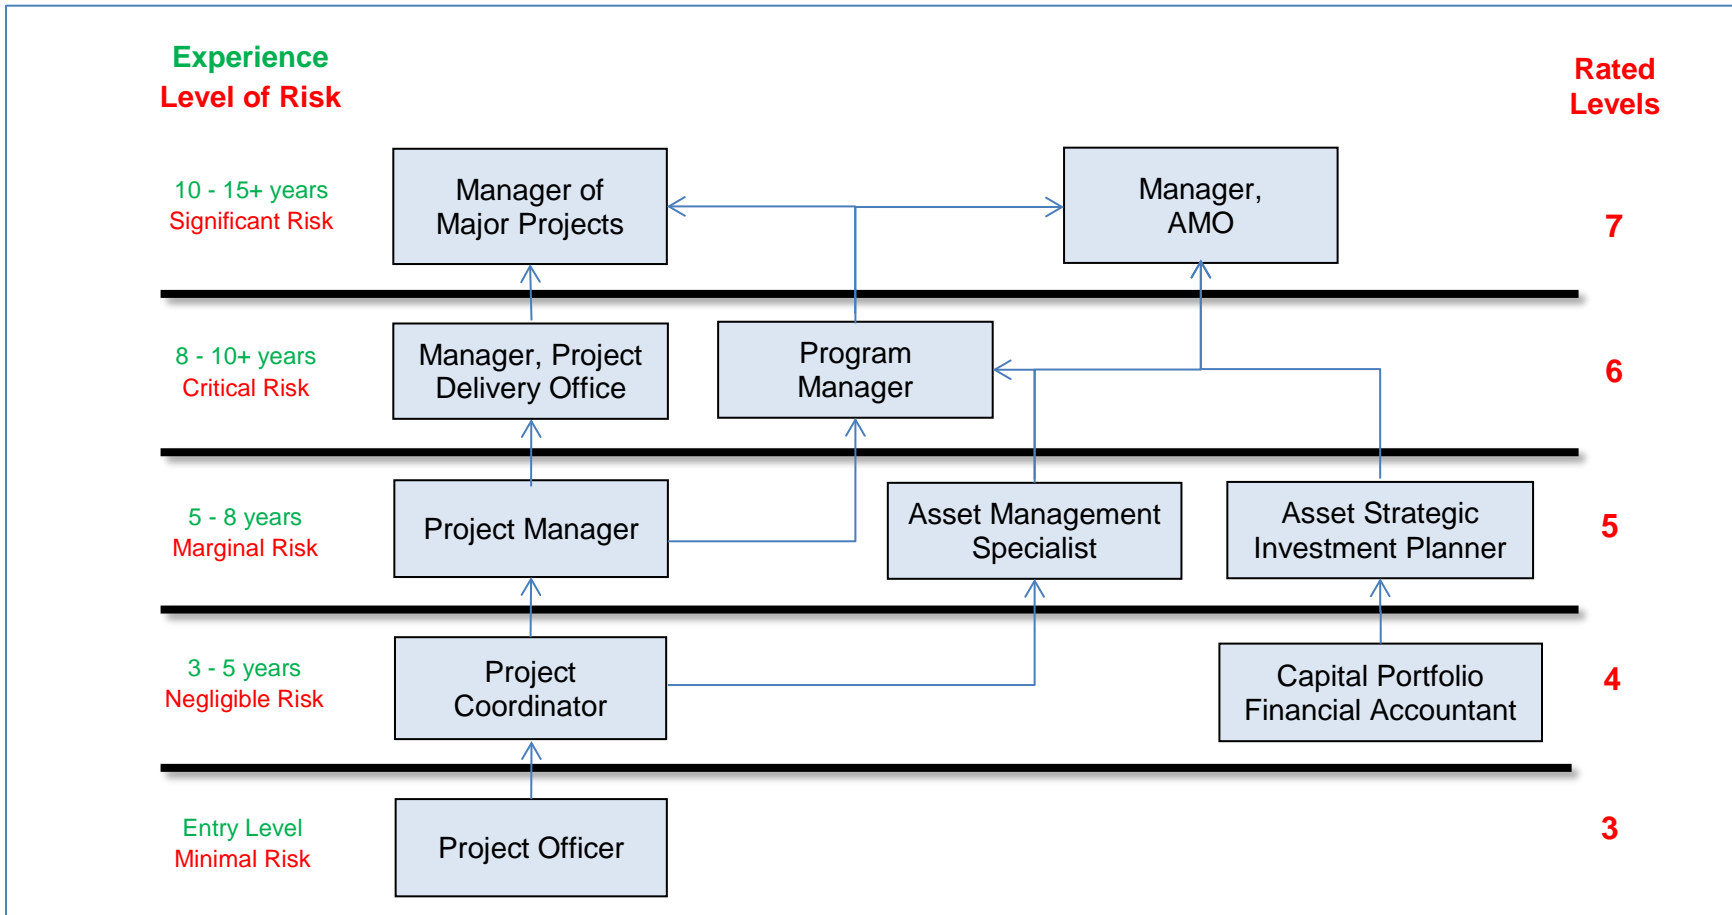 Experience
Level of Risk
Rated
Levels
10 - 15+ years
Significant Risk
Manager of
Major Projects
Manager,
AMO
7
8 - 10+ years
Critical Risk
Manager, Project
Delivery Office
Program
Manager
6
5 - 8 years
Marginal Risk
Project Manager
Asset Management
Specialist
Asset Strategic
Investment Planner
5
3 - 5 years
Negligible Risk
Project
Coordinator
Capital Portfolio
Financial Accountant
4
Entry Level
Minimal Risk
Project Officer
3